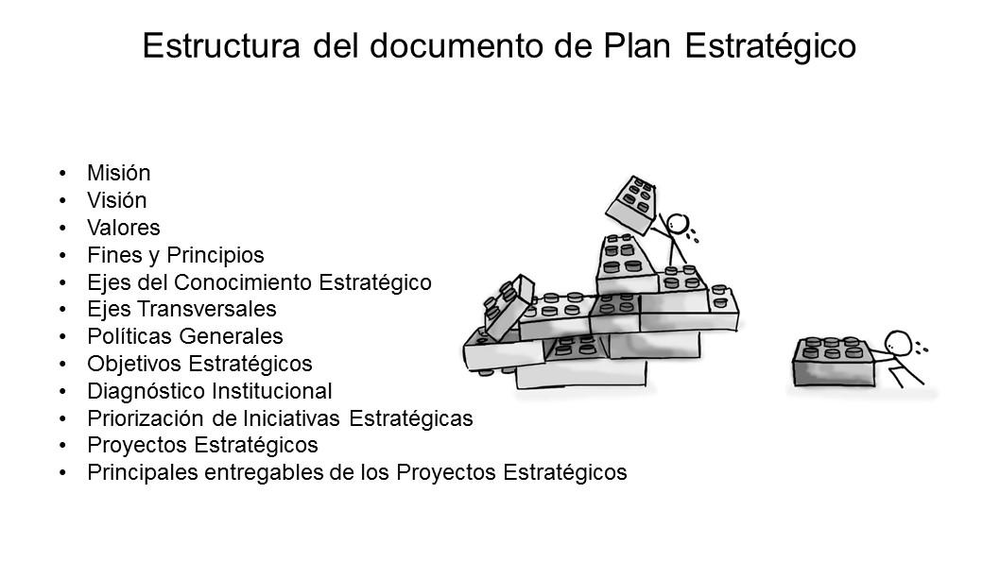 Estructura del documento de Plan Estratégico
• Misión
• Visión
• Valores
• Fines y Principios
• Ejes del Conocimiento Estratégico
• Ejes Transversales
• Políticas Generales
• Objetivos Estratégicos
• Diagnóstico Institucional
• Priorización de Iniciativas Estratégicas
• Proyectos Estratégicos
• Principales entregables de los Proyectos Estratégicos